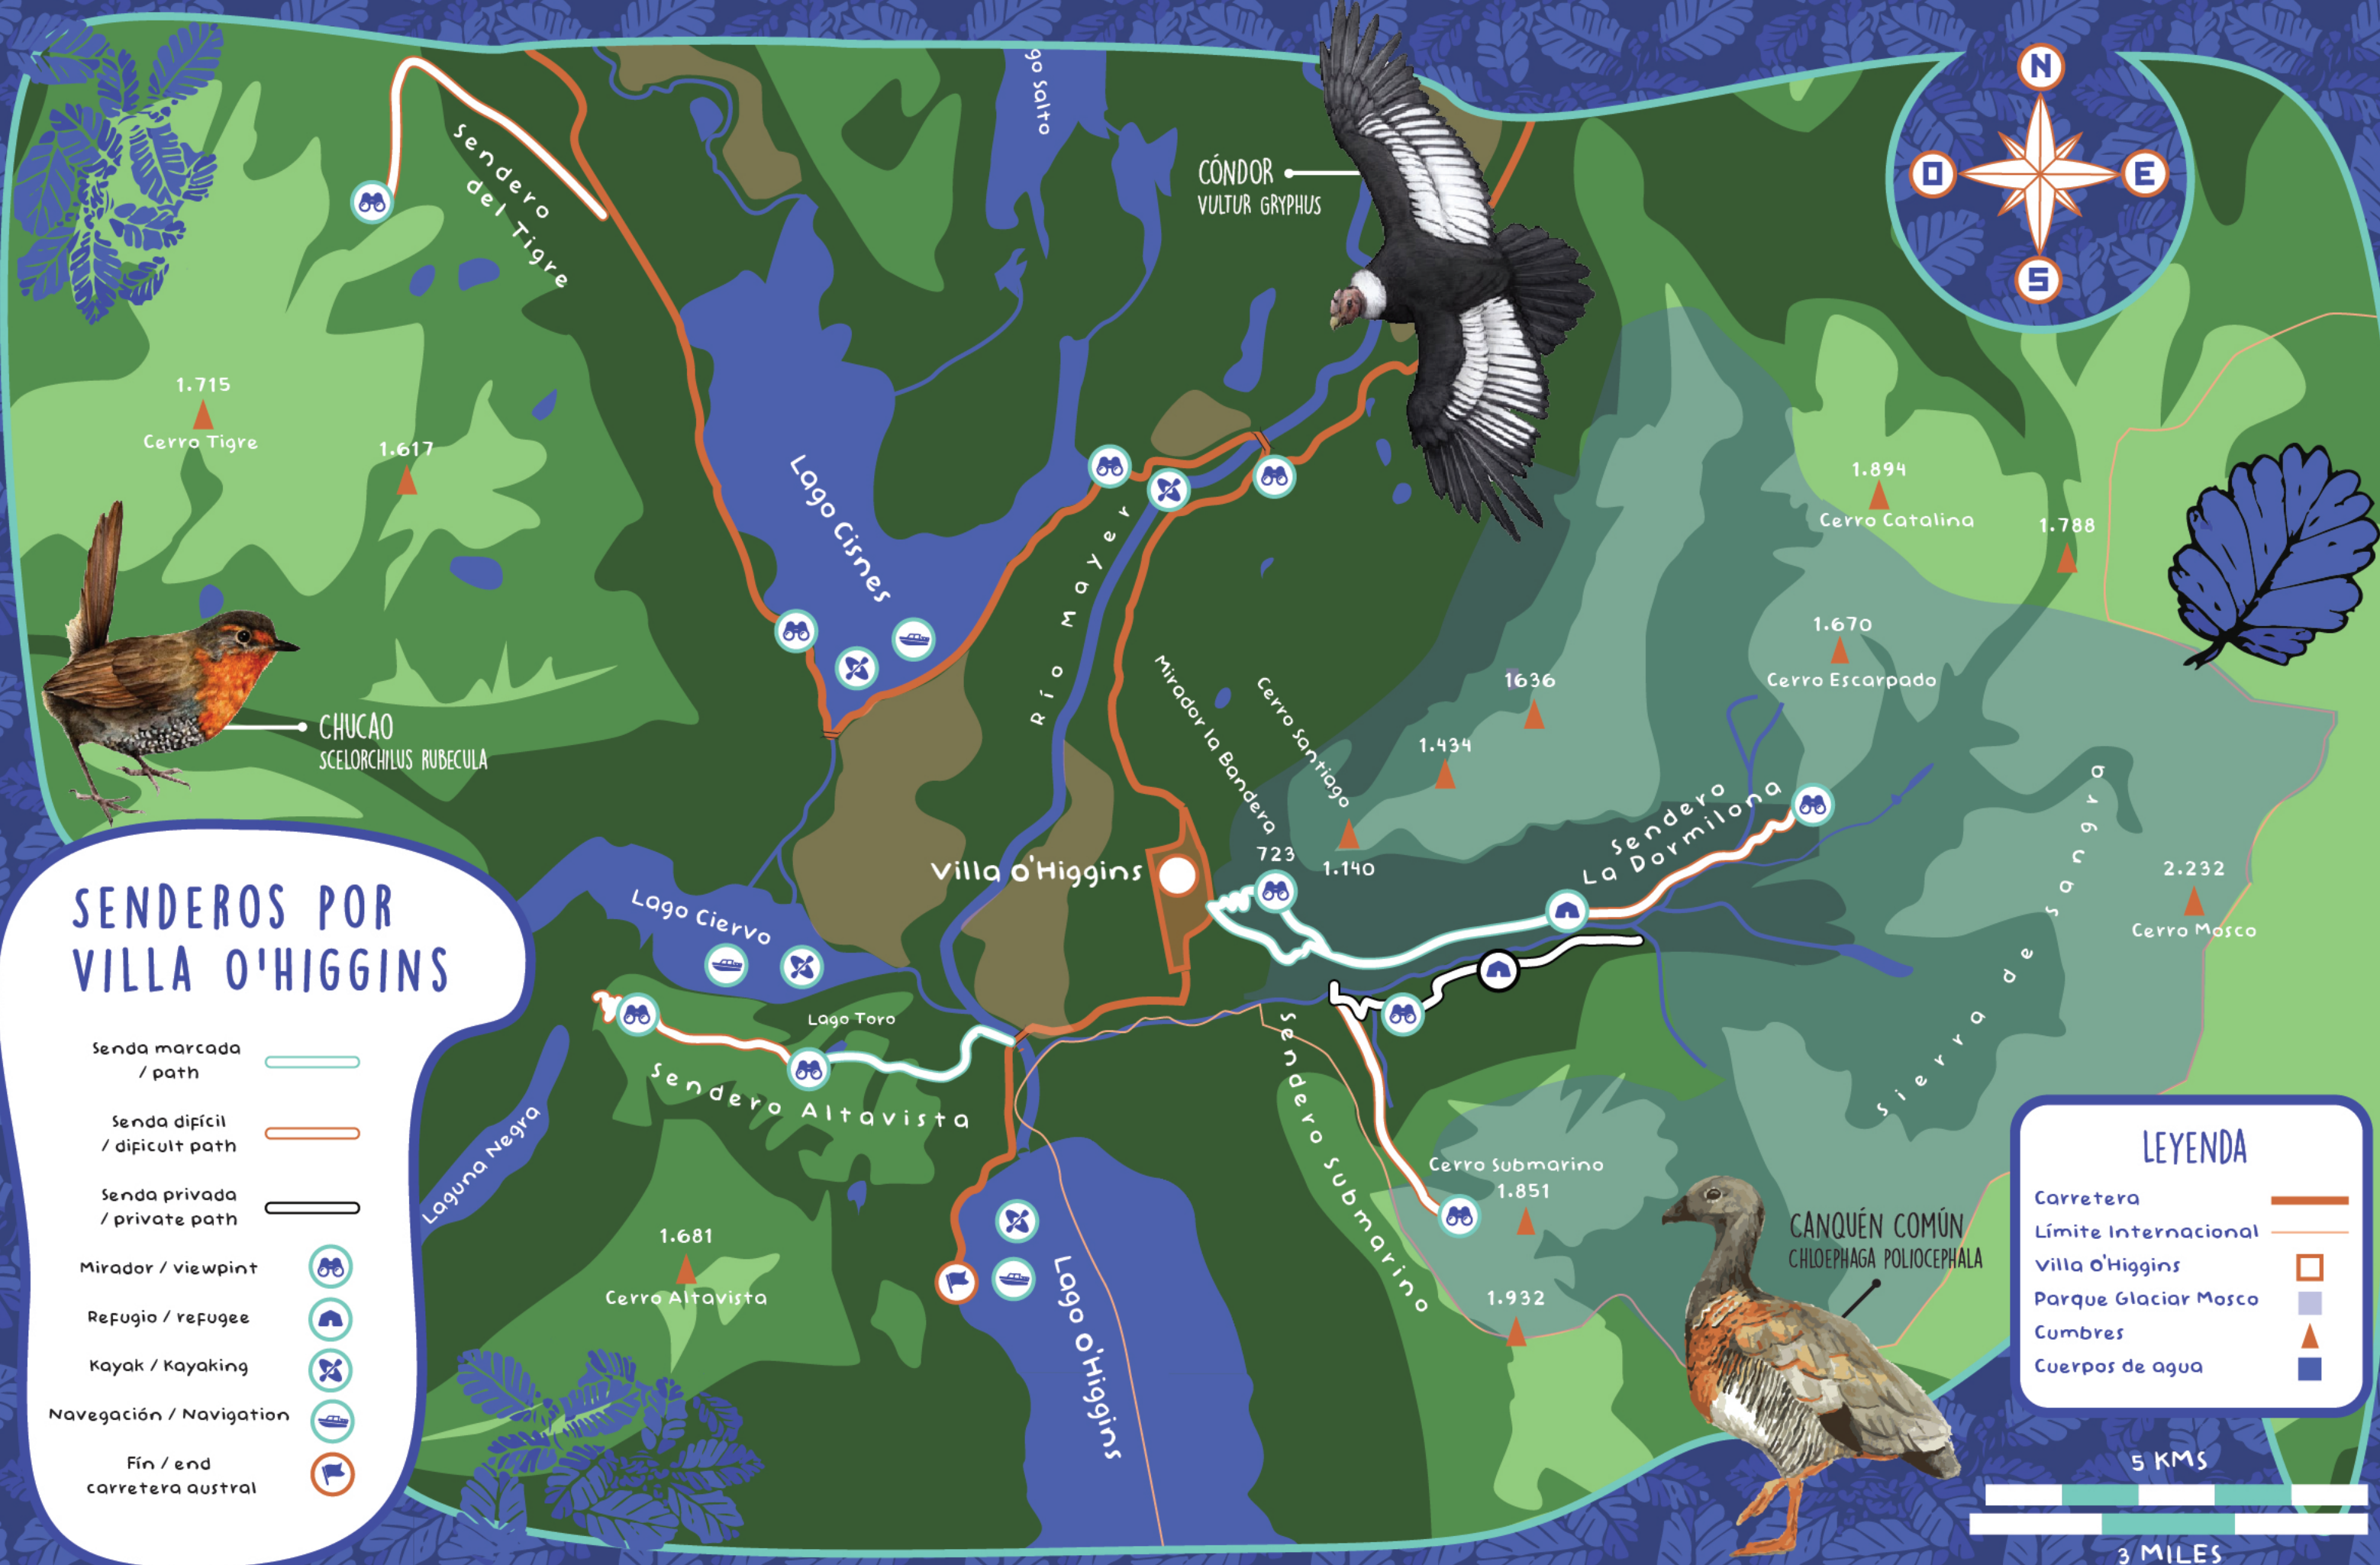 go Salto
N
O
E
S
CÓNDOR
VULTUR GRYPHUS
Sendero
del Tigre
1.715
Cerro Tigre
1.617
Lago Cisnes
Río Mayer
1.894
Cerro Catalina
1.788
1.670
Cerro Escarpado
1636
1.434
Mirador la Bandera
723
Cerro Santiago
1.140
CHUCAO
SCELORCHILUS RUBECULA
Villa O'Higgins
Sendero
La Dormilona
Sierra de Sangra
2.232
Cerro Mosco
Lago Ciervo
Lago Toro
Sendero Altavista
Laguna Negra
Sendero Submarino
Cerro Submarino
1.851
1.932
1.681
Cerro Altavista
Lago O'Higgins
CANQUÉN COMÚN
CHLOEPHAGA POLIOCEPHALA
SENDEROS POR
VILLA O'HIGGINS
Senda marcada
/ path
Senda difícil
/ dificult path
Senda privada
/ private path
Mirador / viewpint
Refugio / refugee
Kayak / Kayaking
Navegación / Navigation
Fín / end
carretera austral
LEYENDA
Carretera
Límite Internacional
Villa O'Higgins
Parque Glaciar Mosco
Cumbres
Cuerpos de agua
5 KMS
3 MILES